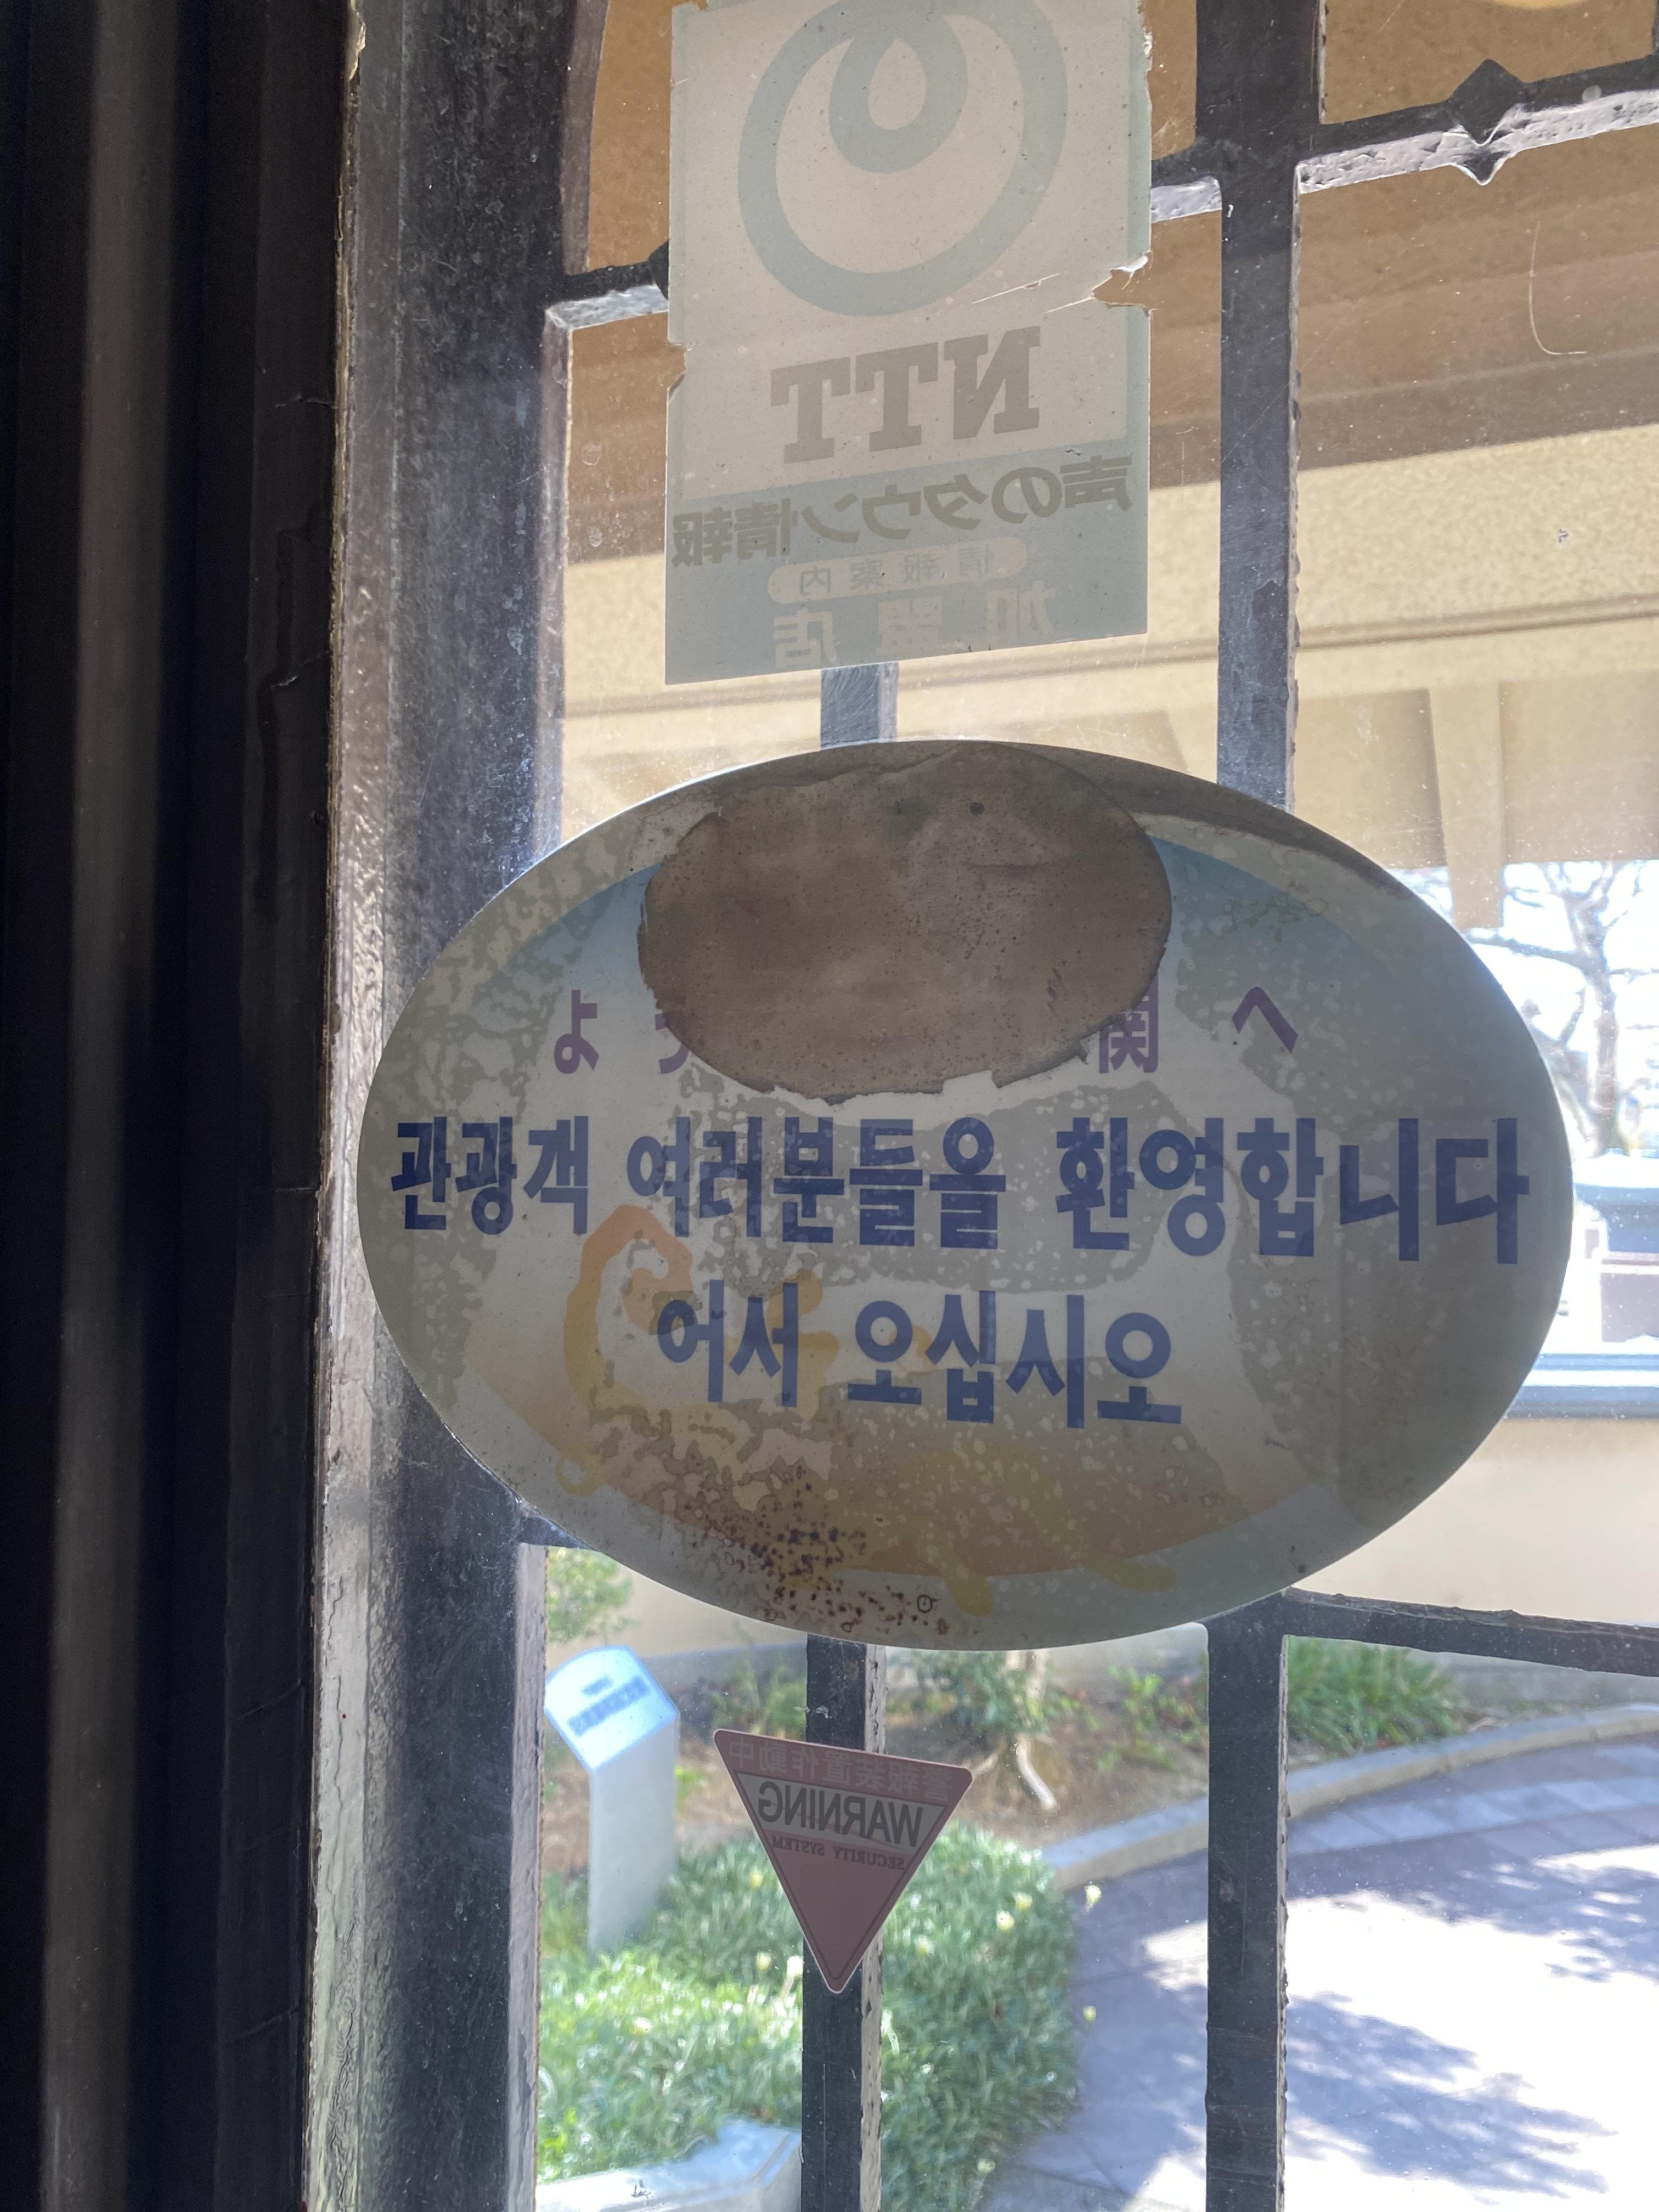 NTT
声のタウン情報
情報案内
加盟店
よ 関 へ
관광객 여러분들을 환영합니다
어서 오십시오
警報装置作動中
WARNING
SECURITY SYSTEM